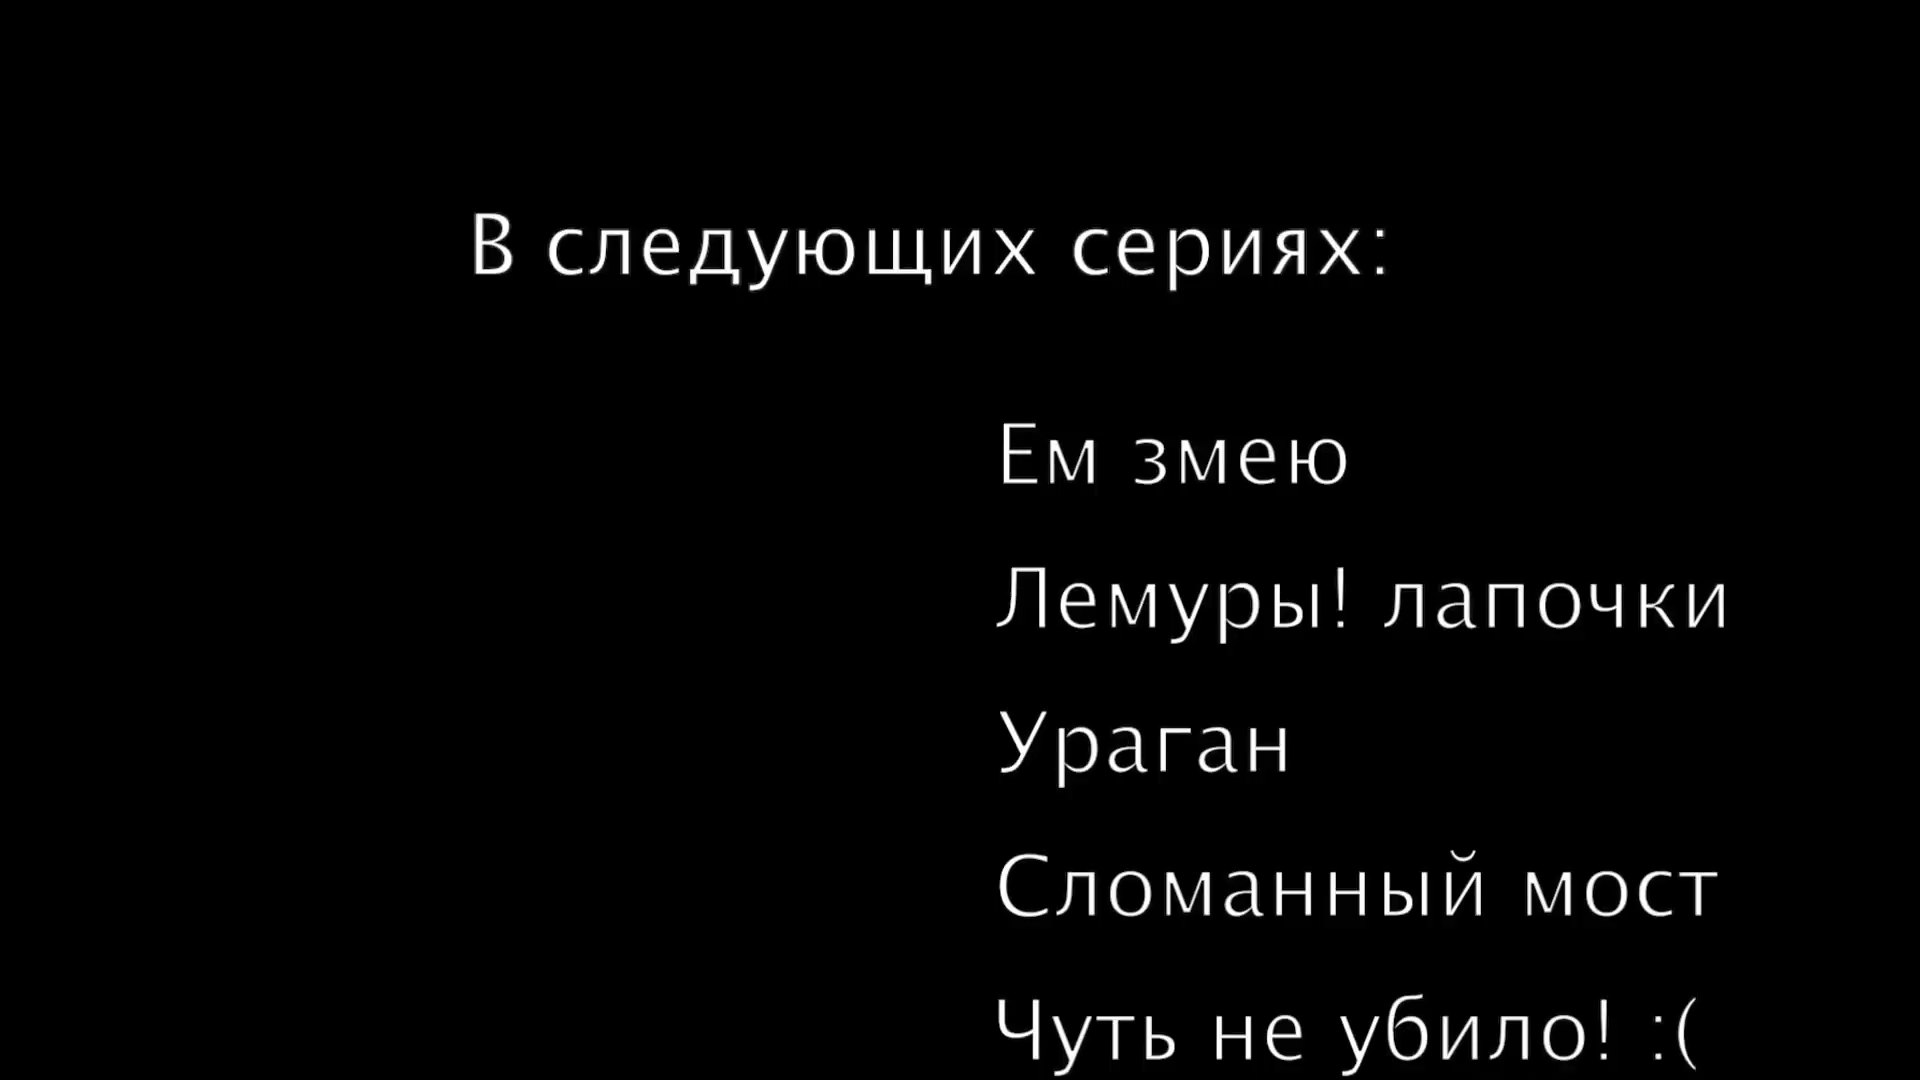 В следующих сериях:
Ем змею
Лемуры! лапочки
Ураган
Сломанный мост
Чуть не убило! :(